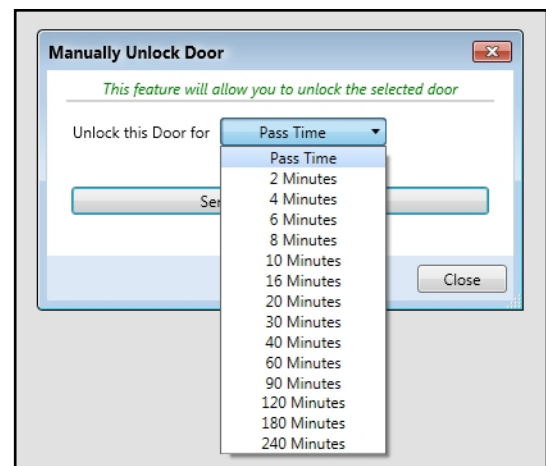 Manually Unlock Door
This feature will allow you to unlock the selected door
Unlock this Door for Pass Time
Pass Time
2 Minutes
4 Minutes
6 Minutes
8 Minutes
10 Minutes
16 Minutes
20 Minutes
30 Minutes
40 Minutes
60 Minutes
90 Minutes
120 Minutes
180 Minutes
240 Minutes
Close